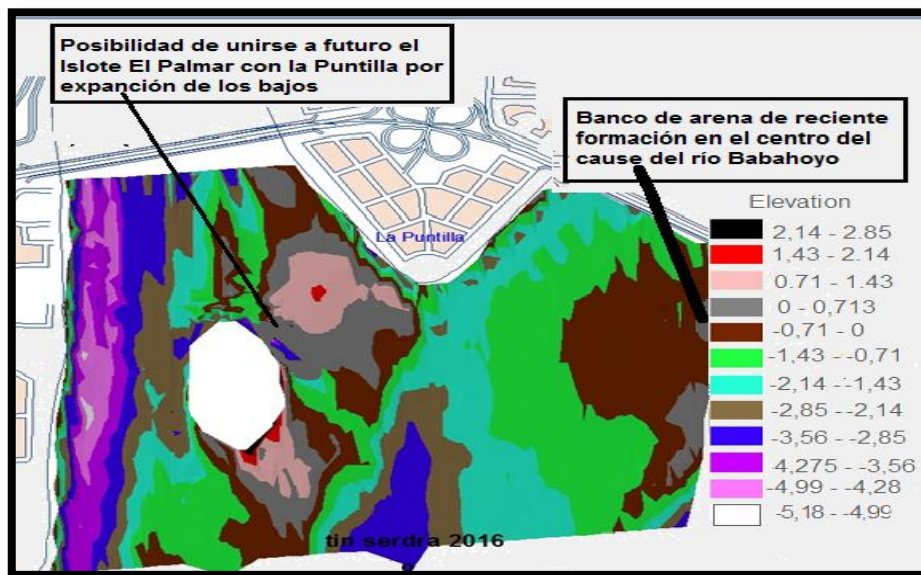 Posibilidad de unirse a futuro el
Islote El Palmar con la Puntilla por
expanción de los bajos
Banco de arena de reciente
formación en el centro del
cause del río Babahoyo
La Puntilla
Elevation
2,14 - 2.85
1,43 - 2.14
0.71 - 1.43
0 - 0,713
-0,71 - 0
-1,43 - -0,71
-2,14 - -1,43
-2,85 - -2,14
-3,56 - -2,85
4,275 - -3,56
-4,99 - -4,28
-5,18 - -4,99
tin serdra 2016